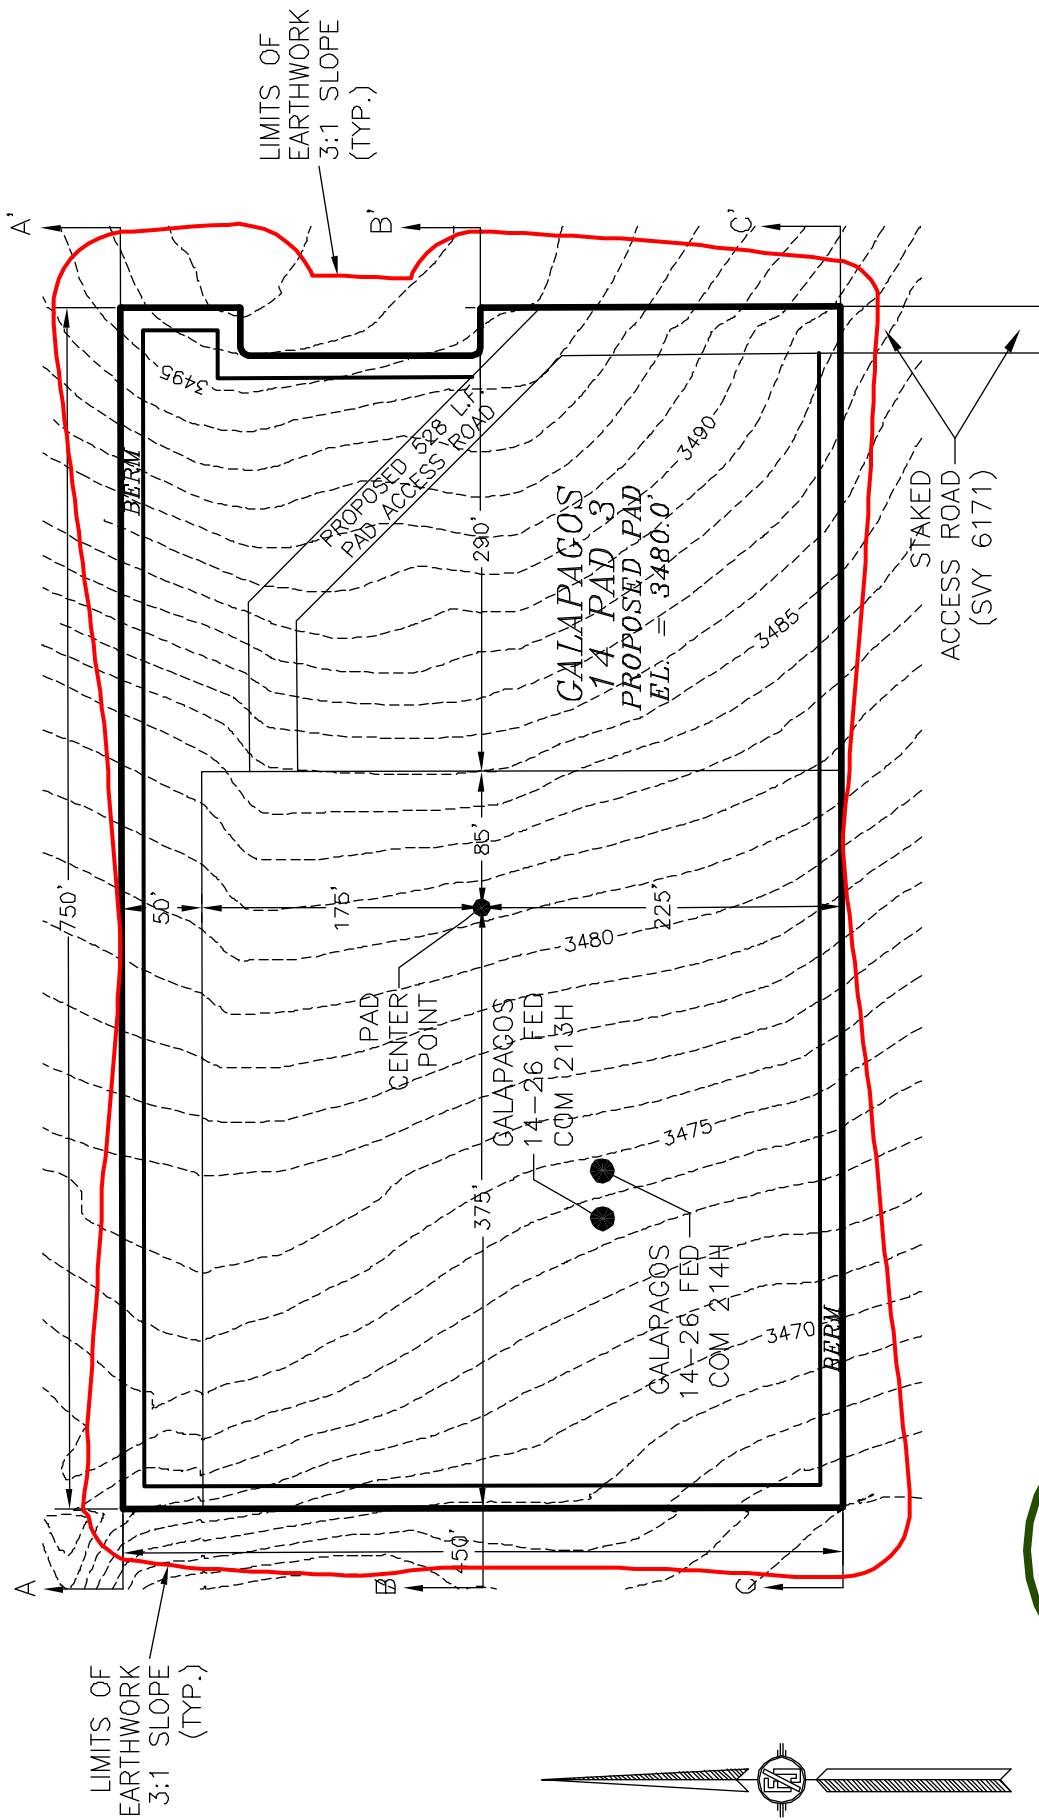 LIMITS OF
EARTHWORK
3:1 SLOPE
(TYP.)
LIMITS OF
EARTHWORK
3:1 SLOPE
(TYP.)
A
A'
B
B'
C
C'
750'
450'
BERM
BERM
50'
175'
225'
375'
85'
290'
3495
3490
3485
3480
3475
3470
PROPOSED 528 L.F.
PAD ACCESS ROAD
GALAPAGOS
14 PAD 3
PROPOSED PAD
EL. = 3480.0'
PAD
CENTER
POINT
GALAPAGOS
14-26 FED
COM 213H
GALAPAGOS
14-26 FED
COM 214H
STAKED
ACCESS ROAD
(SVY 6171)